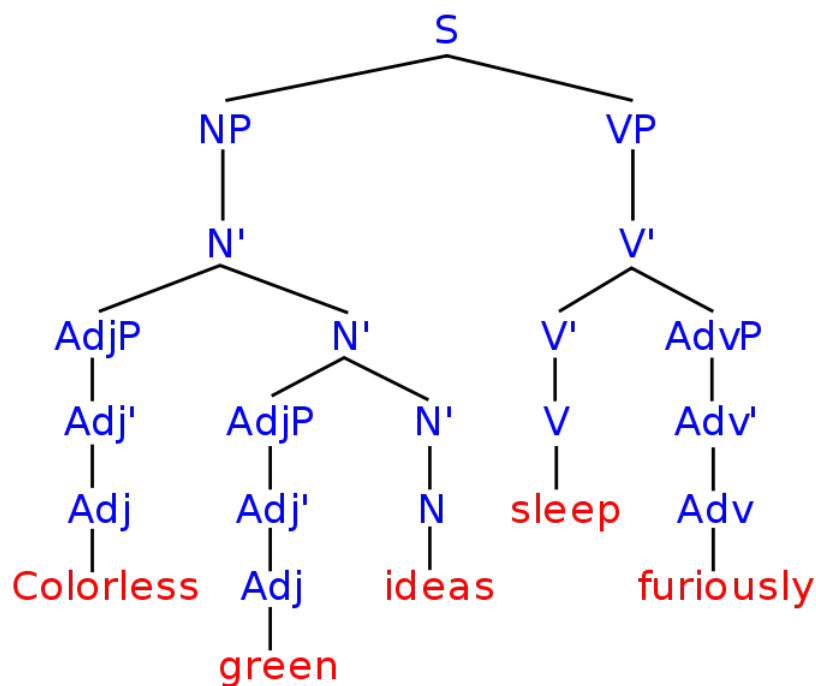 S
NP VP
N' V'
AdjP N' V' AdvP
Adj' AdjP N' V Adv'
Adj Adj' N sleep Adv
Colorless Adj ideas furiously
green